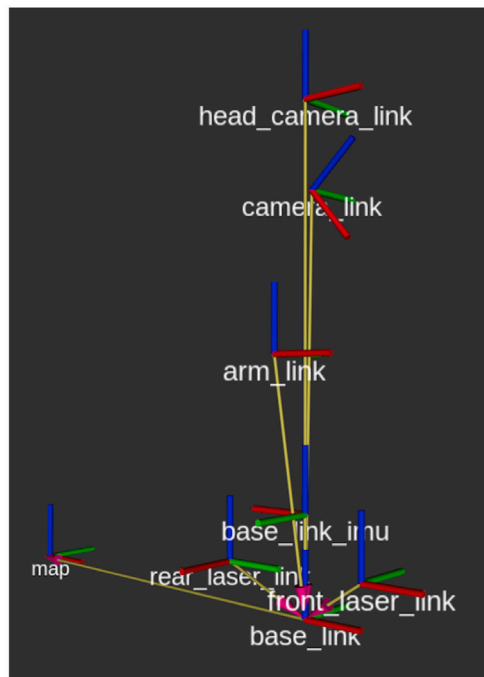 head_camera_link
camera_link
arm_link
base_link_imu
map
rear_laser_link
front_laser_link
base_link